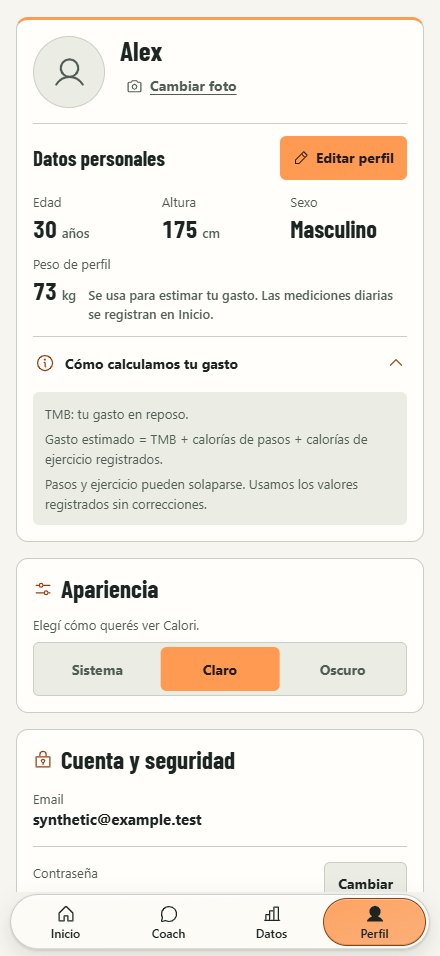 Alex
Cambiar foto
Datos personales
Editar perfil
Edad
Altura
Sexo
30 años
175 cm
Masculino
Peso de perfil
73 kg
Se usa para estimar tu gasto. Las mediciones diarias
se registran en Inicio.
Cómo calculamos tu gasto
TMB: tu gasto en reposo.
Gasto estimado = TMB + calorías de pasos + calorías de
ejercicio registrados.
Pasos y ejercicio pueden solaparse. Usamos los valores
registrados sin correcciones.
Apariencia
Elegí cómo querés ver Calori.
Sistema
Claro
Oscuro
Cuenta y seguridad
Email
synthetic@example.test
Contraseña
Cambiar
Inicio
Coach
Datos
Perfil